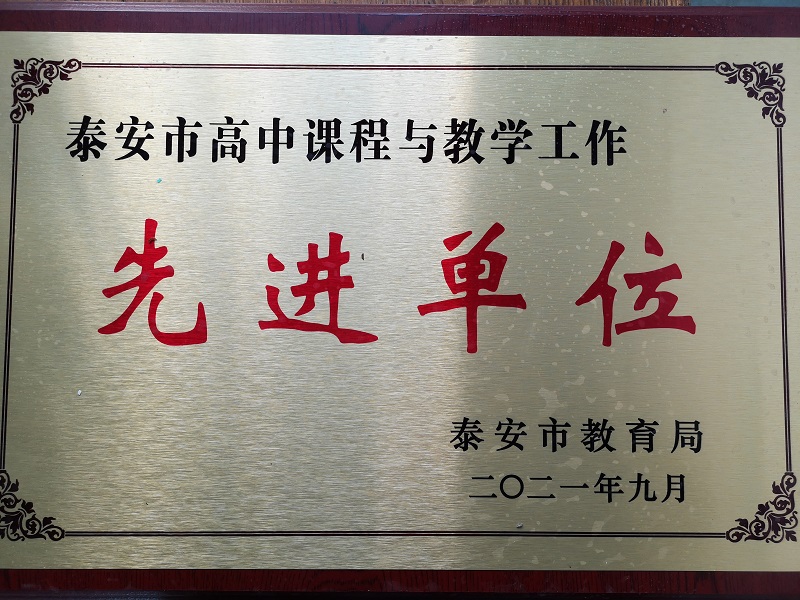 泰安市高中课程与教学工作
先进单位
泰安市教育局
二〇二一年九月